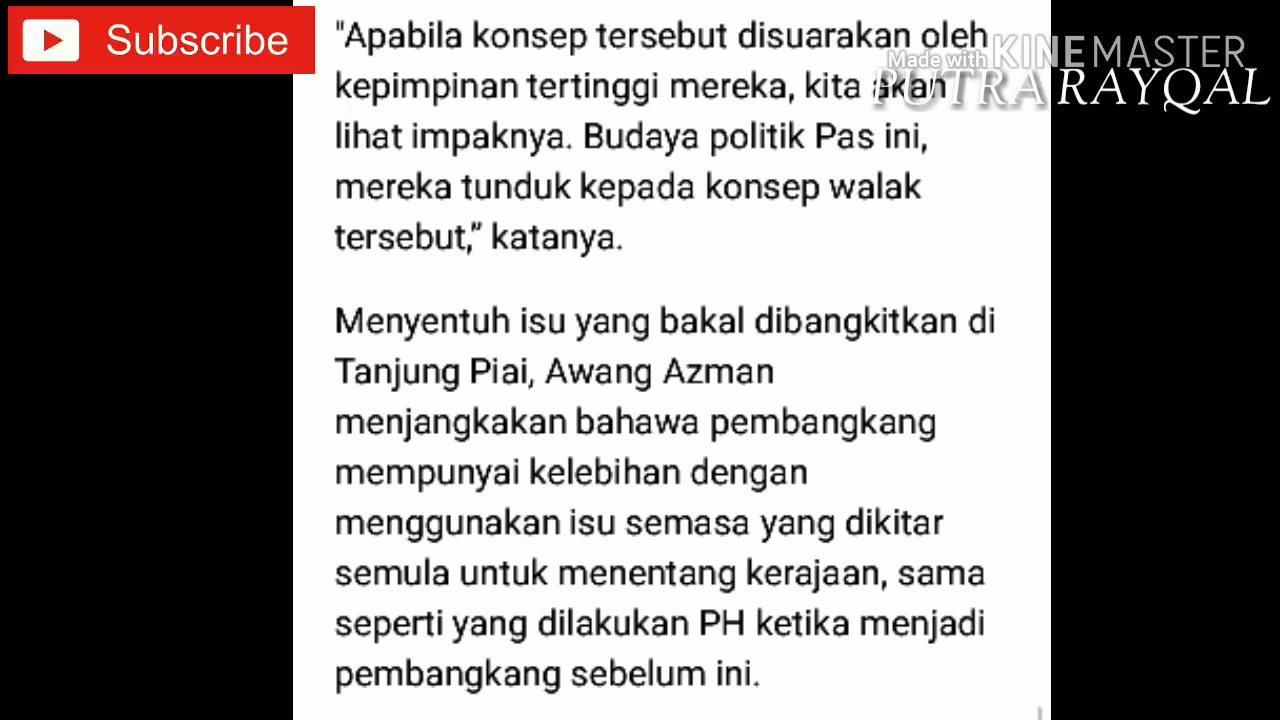 Subscribe
Made with KINEMASTER
PUTRA RAYQAL
"Apabila konsep tersebut disuarakan oleh
kepimpinan tertinggi mereka, kita akan
lihat impaknya. Budaya politik Pas ini,
mereka tunduk kepada konsep walak
tersebut,” katanya.
Menyentuh isu yang bakal dibangkitkan di
Tanjung Piai, Awang Azman
menjangkakan bahawa pembangkang
mempunyai kelebihan dengan
menggunakan isu semasa yang dikitar
semula untuk menentang kerajaan, sama
seperti yang dilakukan PH ketika menjadi
pembangkang sebelum ini.